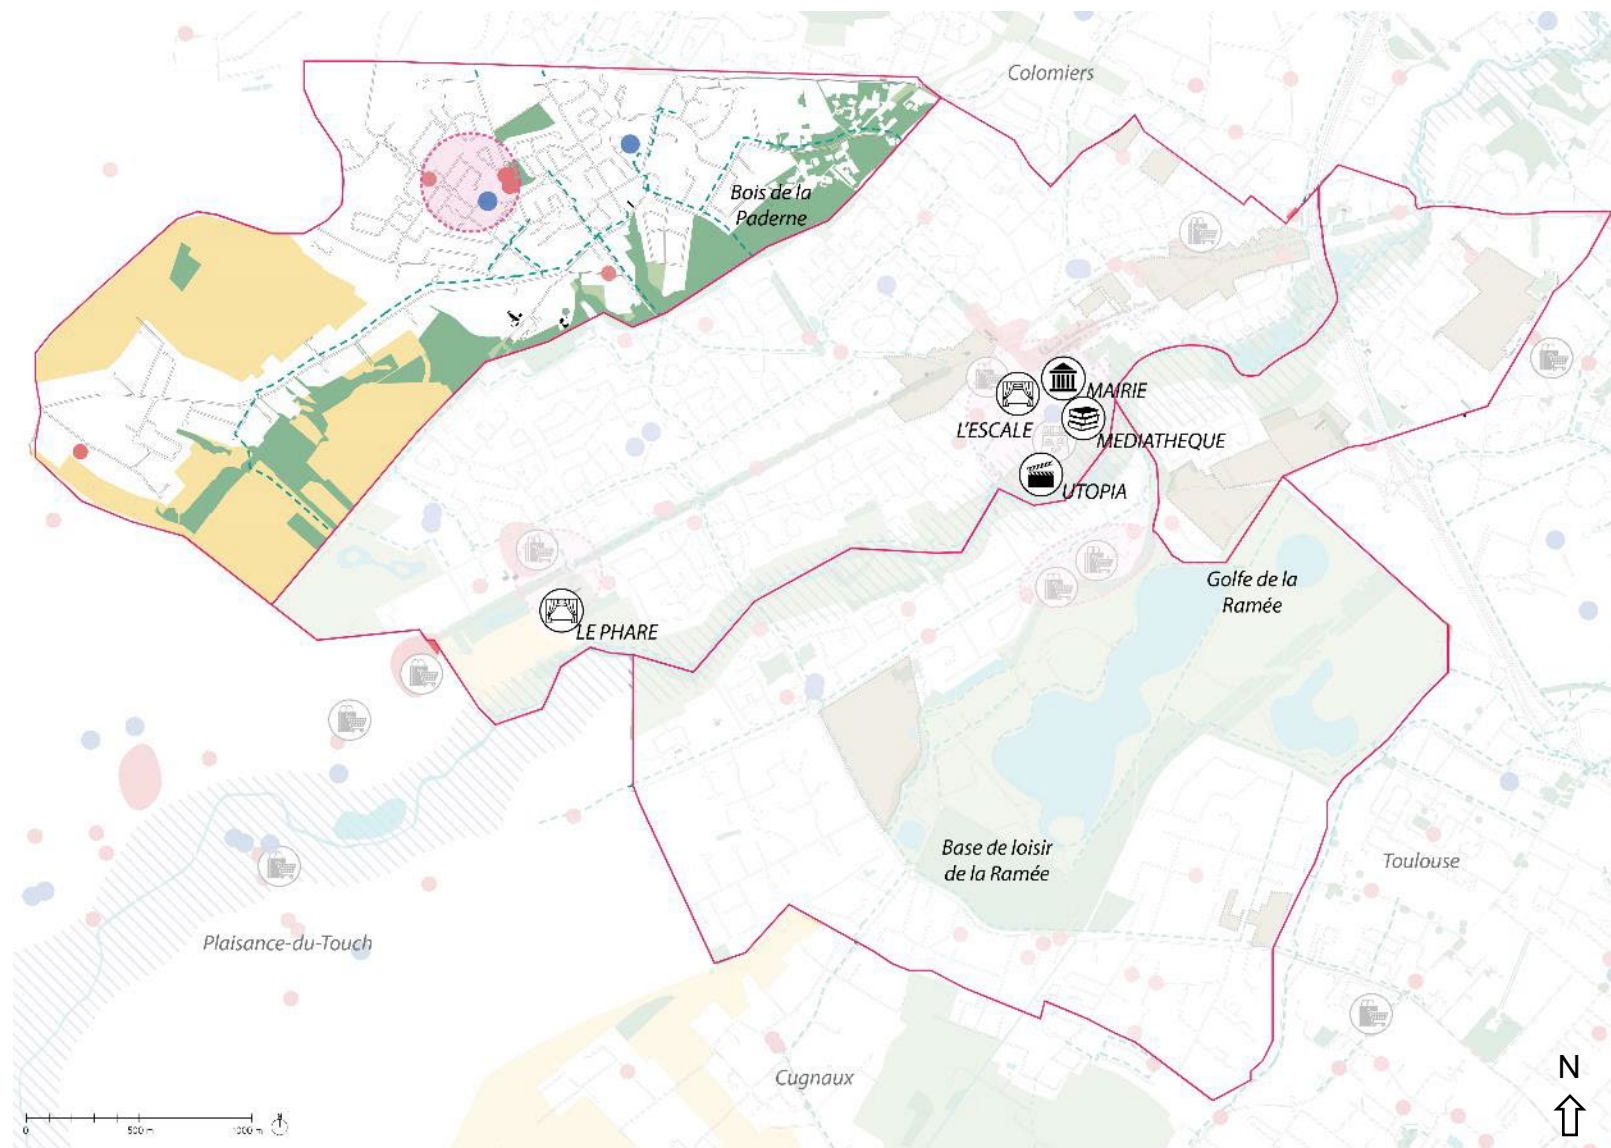 Colomiers
Bois de la
Paderne
MAIRIE
L'ESCALE
MEDIATHEQUE
UTOPIA
Golfe de la
Ramée
LE PHARE
Base de loisir
de la Ramée
Toulouse
Plaisance-du-Touch
Cugnaux
N
0
500 m
1000 m